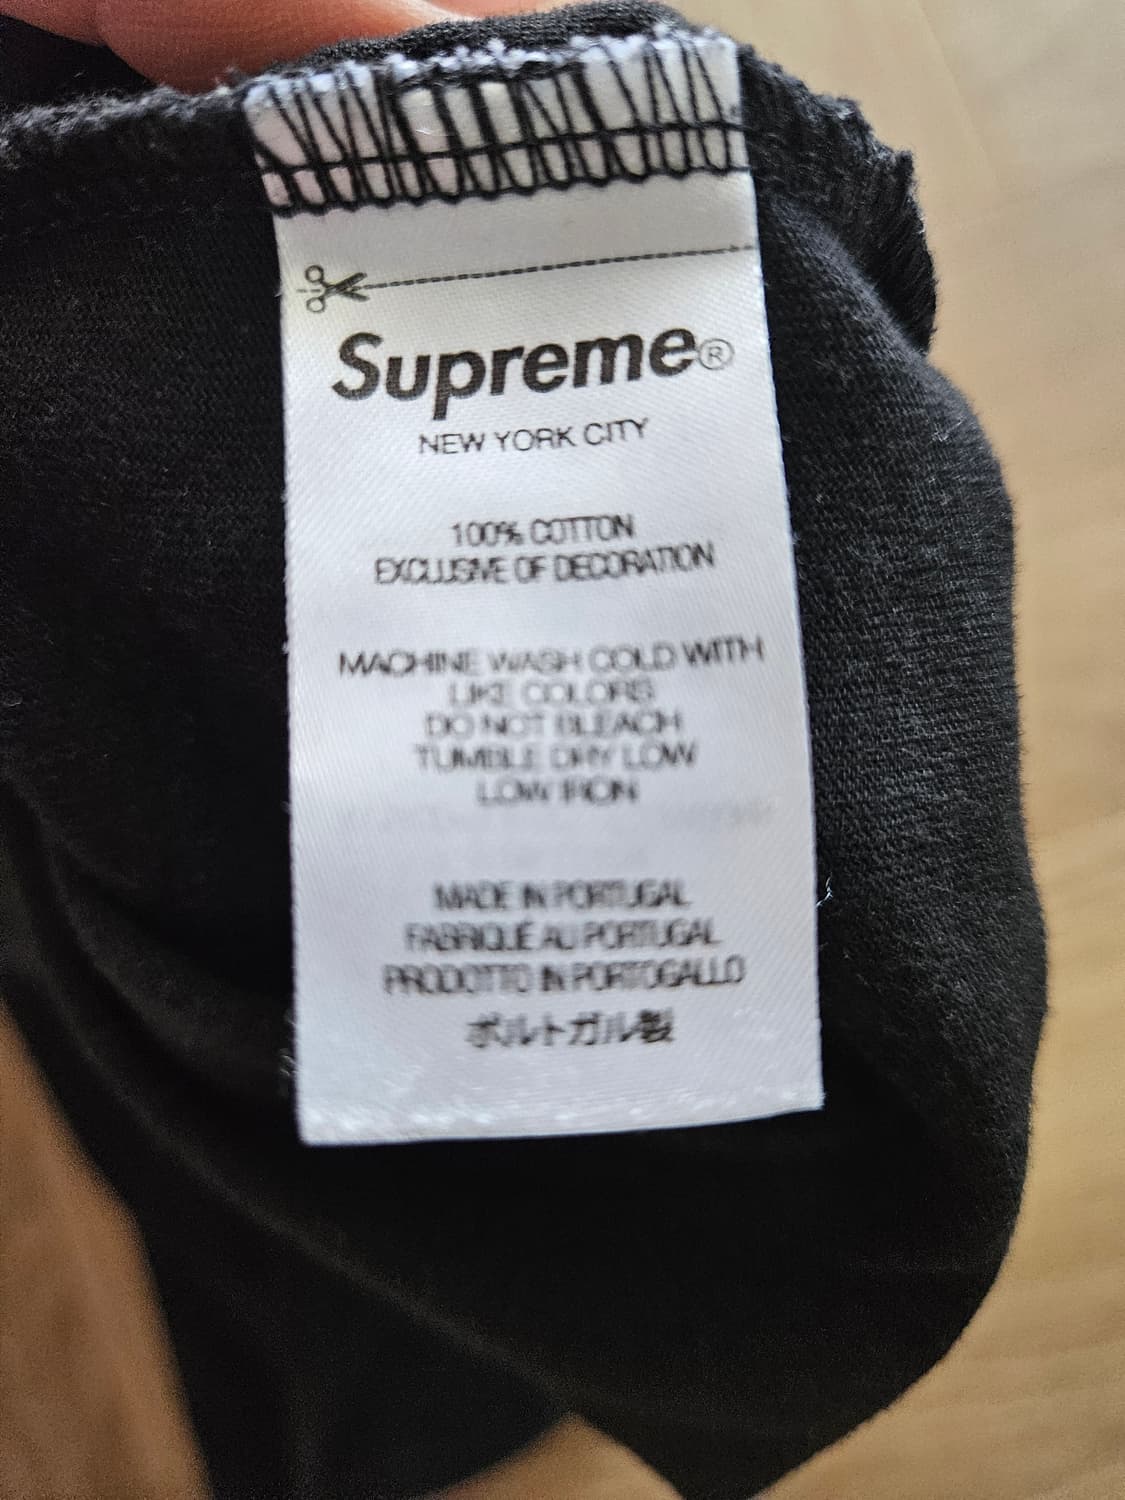 Supreme®
NEW YORK CITY
100% COTTON
EXCLUSIVE OF DECORATION
MACHINE WASH COLD WITH
LIKE COLORS
DO NOT BLEACH
TUMBLE DRY LOW
LOW IRON
MADE IN PORTUGAL
FABRIQUÉ AU PORTUGAL
PRODOTTO IN PORTOGALLO
ポルトガル製